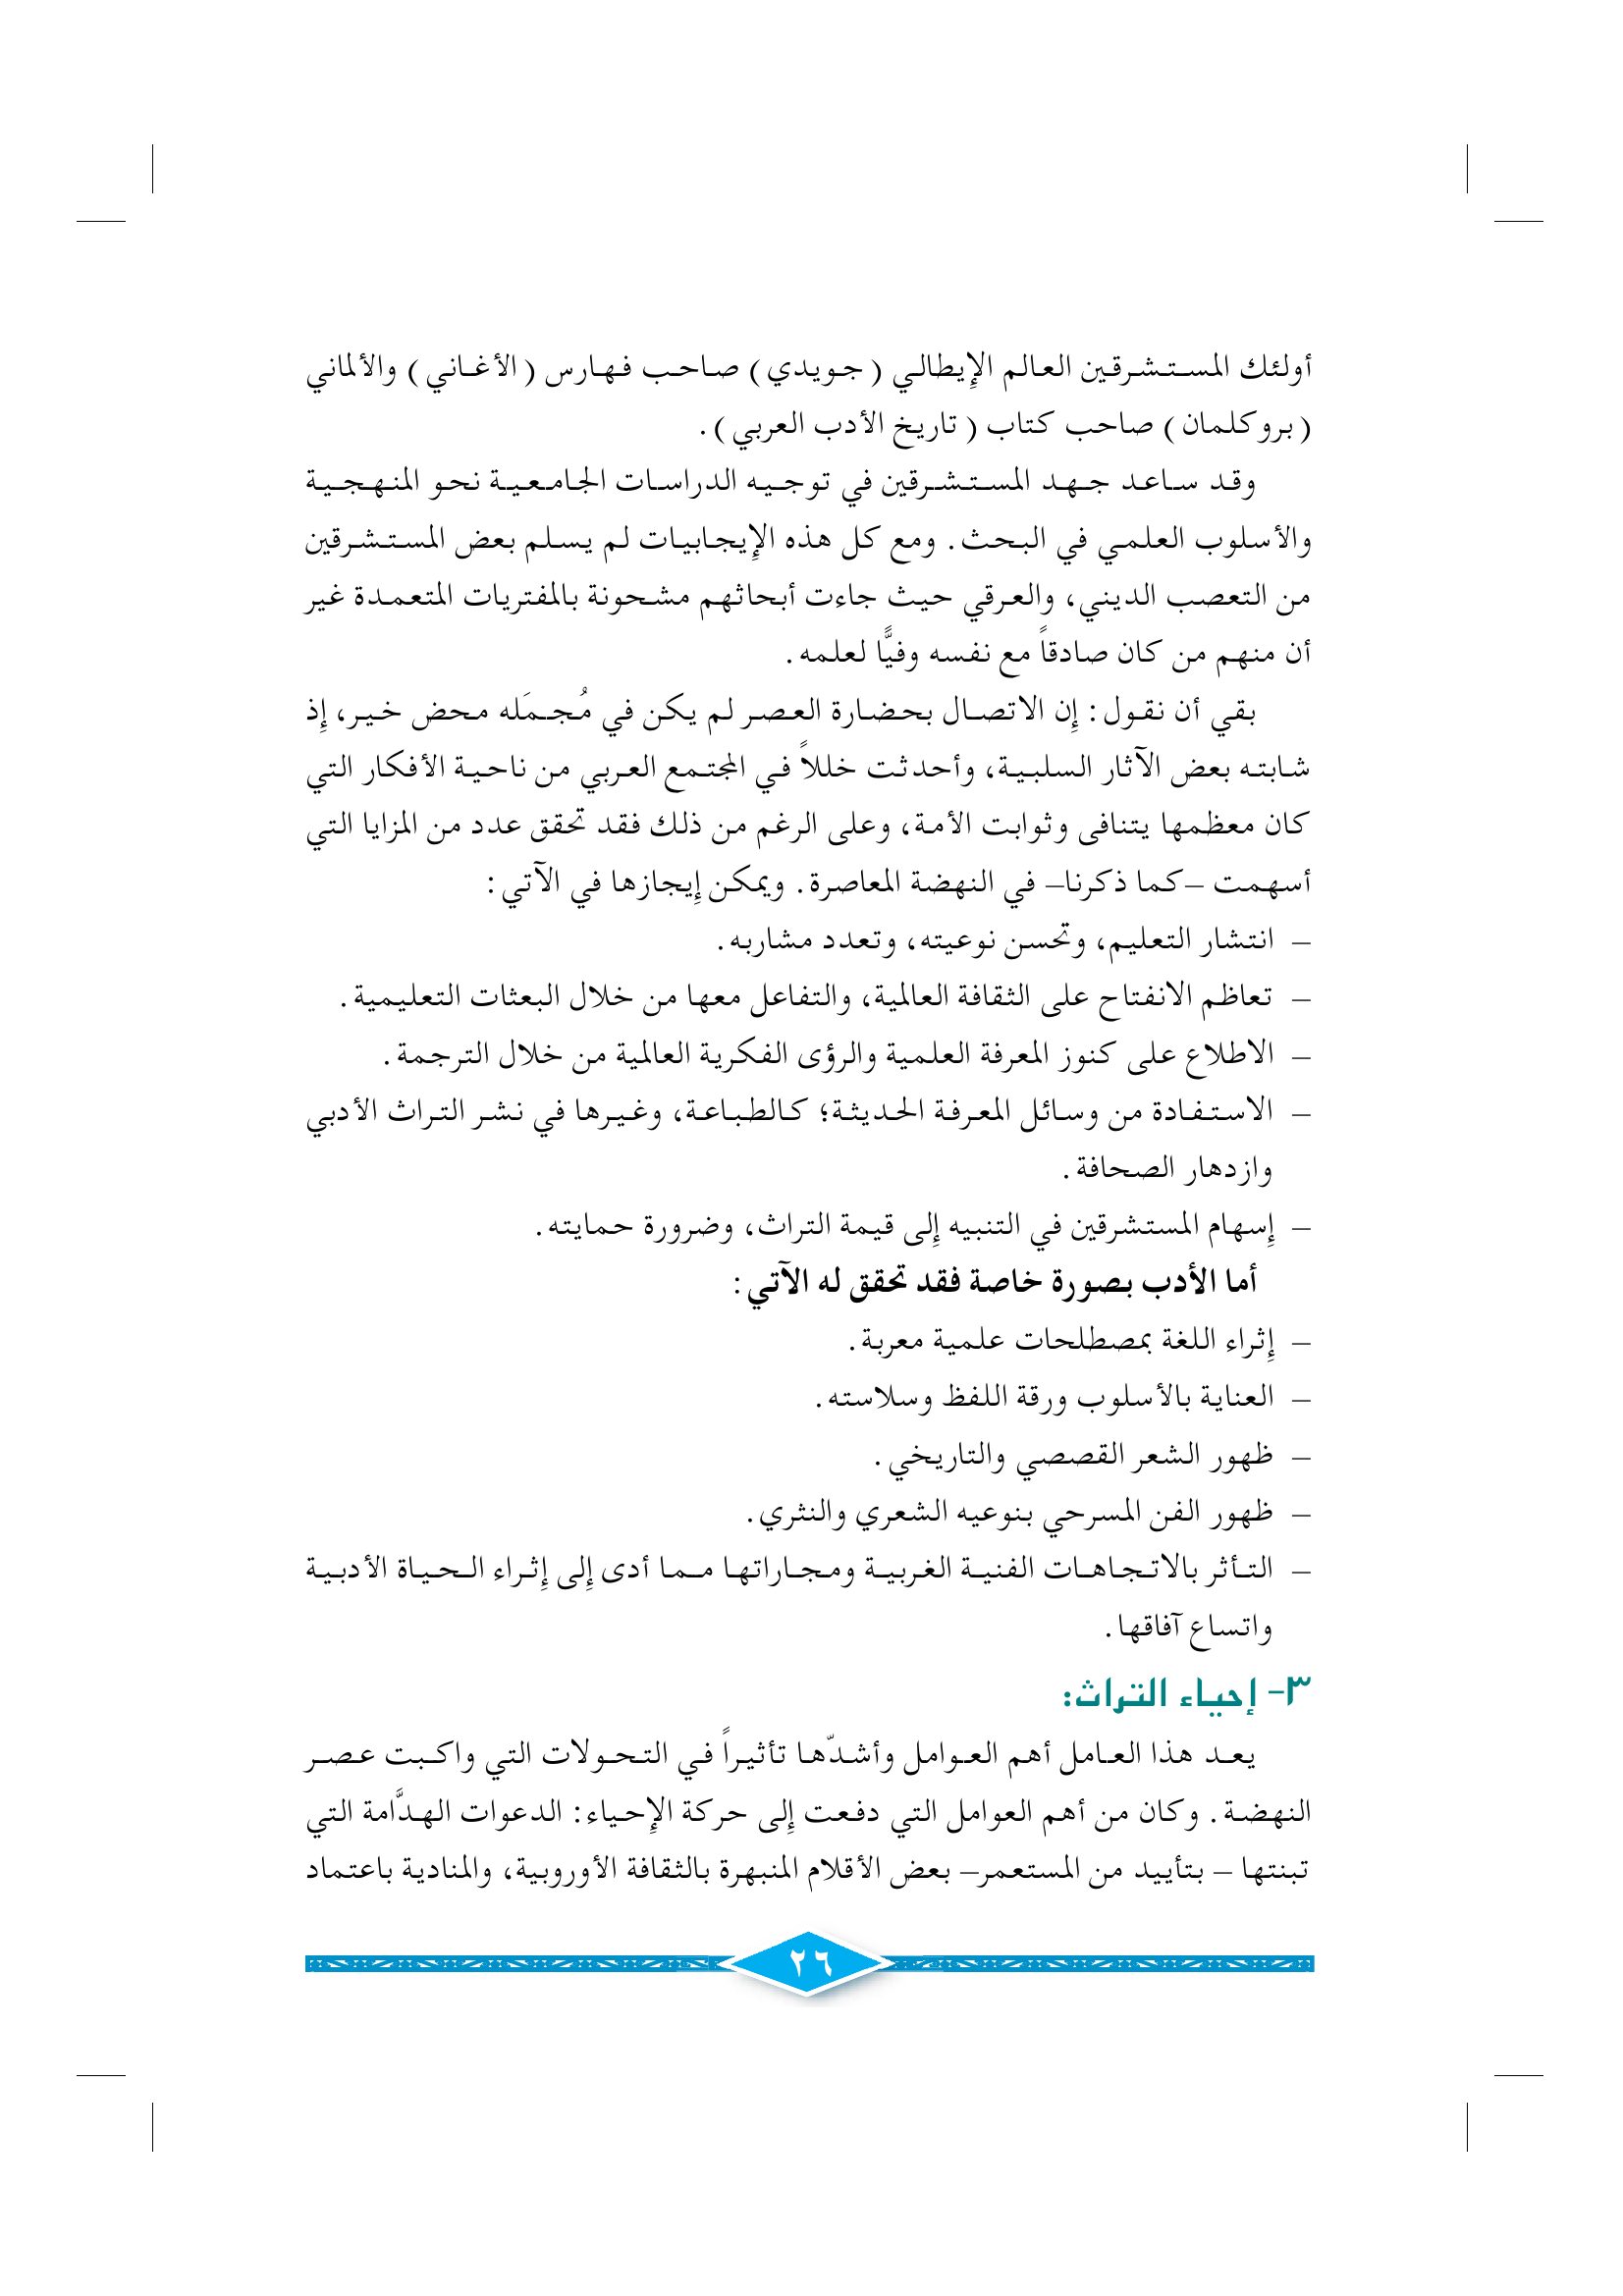 أولئك المستشرقين العالم الإيطالي (جويدي) صاحب فهارس (الأغاني) والألماني
(بروكلمان) صاحب كتاب (تاريخ الأدب العربي).
وقد ساعد جهد المستشرقين في توجيه الدراسات الجامعية نحو المنهجية
والأسلوب العلمي في البحث. ومع كل هذه الإيجابيات لم يسلم بعض المستشرقين
من التعصب الديني، والعرقي حيث جاءت أبحاثهم مشحونة بالمفتريات المتعمدة غير
أن منهم من كان صادقاً مع نفسه وفيًّا لعلمه.
بقي أن نقول: إن الاتصال بحضارة العصر لم يكن في مُجمَله محض خير، إذ
شابته بعض الآثار السلبية، وأحدثت خللاً في المجتمع العربي من ناحية الأفكار التي
كان معظمها يتنافى وثوابت الأمة، وعلى الرغم من ذلك فقد تحقق عدد من المزايا التي
أسهمت –كما ذكرنا– في النهضة المعاصرة. ويمكن إيجازها في الآتي:
– انتشار التعليم، وتحسن نوعيته، وتعدد مشاربه.
– تعاظم الانفتاح على الثقافة العالمية، والتفاعل معها من خلال البعثات التعليمية.
– الاطلاع على كنوز المعرفة العلمية والرؤى الفكرية العالمية من خلال الترجمة.
– الاستفادة من وسائل المعرفة الحديثة؛ كالطباعة، وغيرها في نشر التراث الأدبي
وازدهار الصحافة.
– إسهام المستشرقين في التنبيه إلى قيمة التراث، وضرورة حمايته.
أما الأدب بصورة خاصة فقد تحقق له الآتي:
– إثراء اللغة بمصطلحات علمية معربة.
– العناية بالأسلوب ورقة اللفظ وسلاسته.
– ظهور الشعر القصصي والتاريخي.
– ظهور الفن المسرحي بنوعيه الشعري والنثري.
– التأثر بالاتجاهات الفنية الغربية ومجاراتها مما أدى إلى إثراء الحياة الأدبية
واتساع آفاقها.
٣- إحياء التراث:
يعد هذا العامل أهم العوامل وأشدّها تأثيراً في التحولات التي واكبت عصر
النهضة. وكان من أهم العوامل التي دفعت إلى حركة الإحياء: الدعوات الهدَّامة التي
تبنتها – بتأييد من المستعمر– بعض الأقلام المنبهرة بالثقافة الأوروبية، والمنادية باعتماد
٢٦